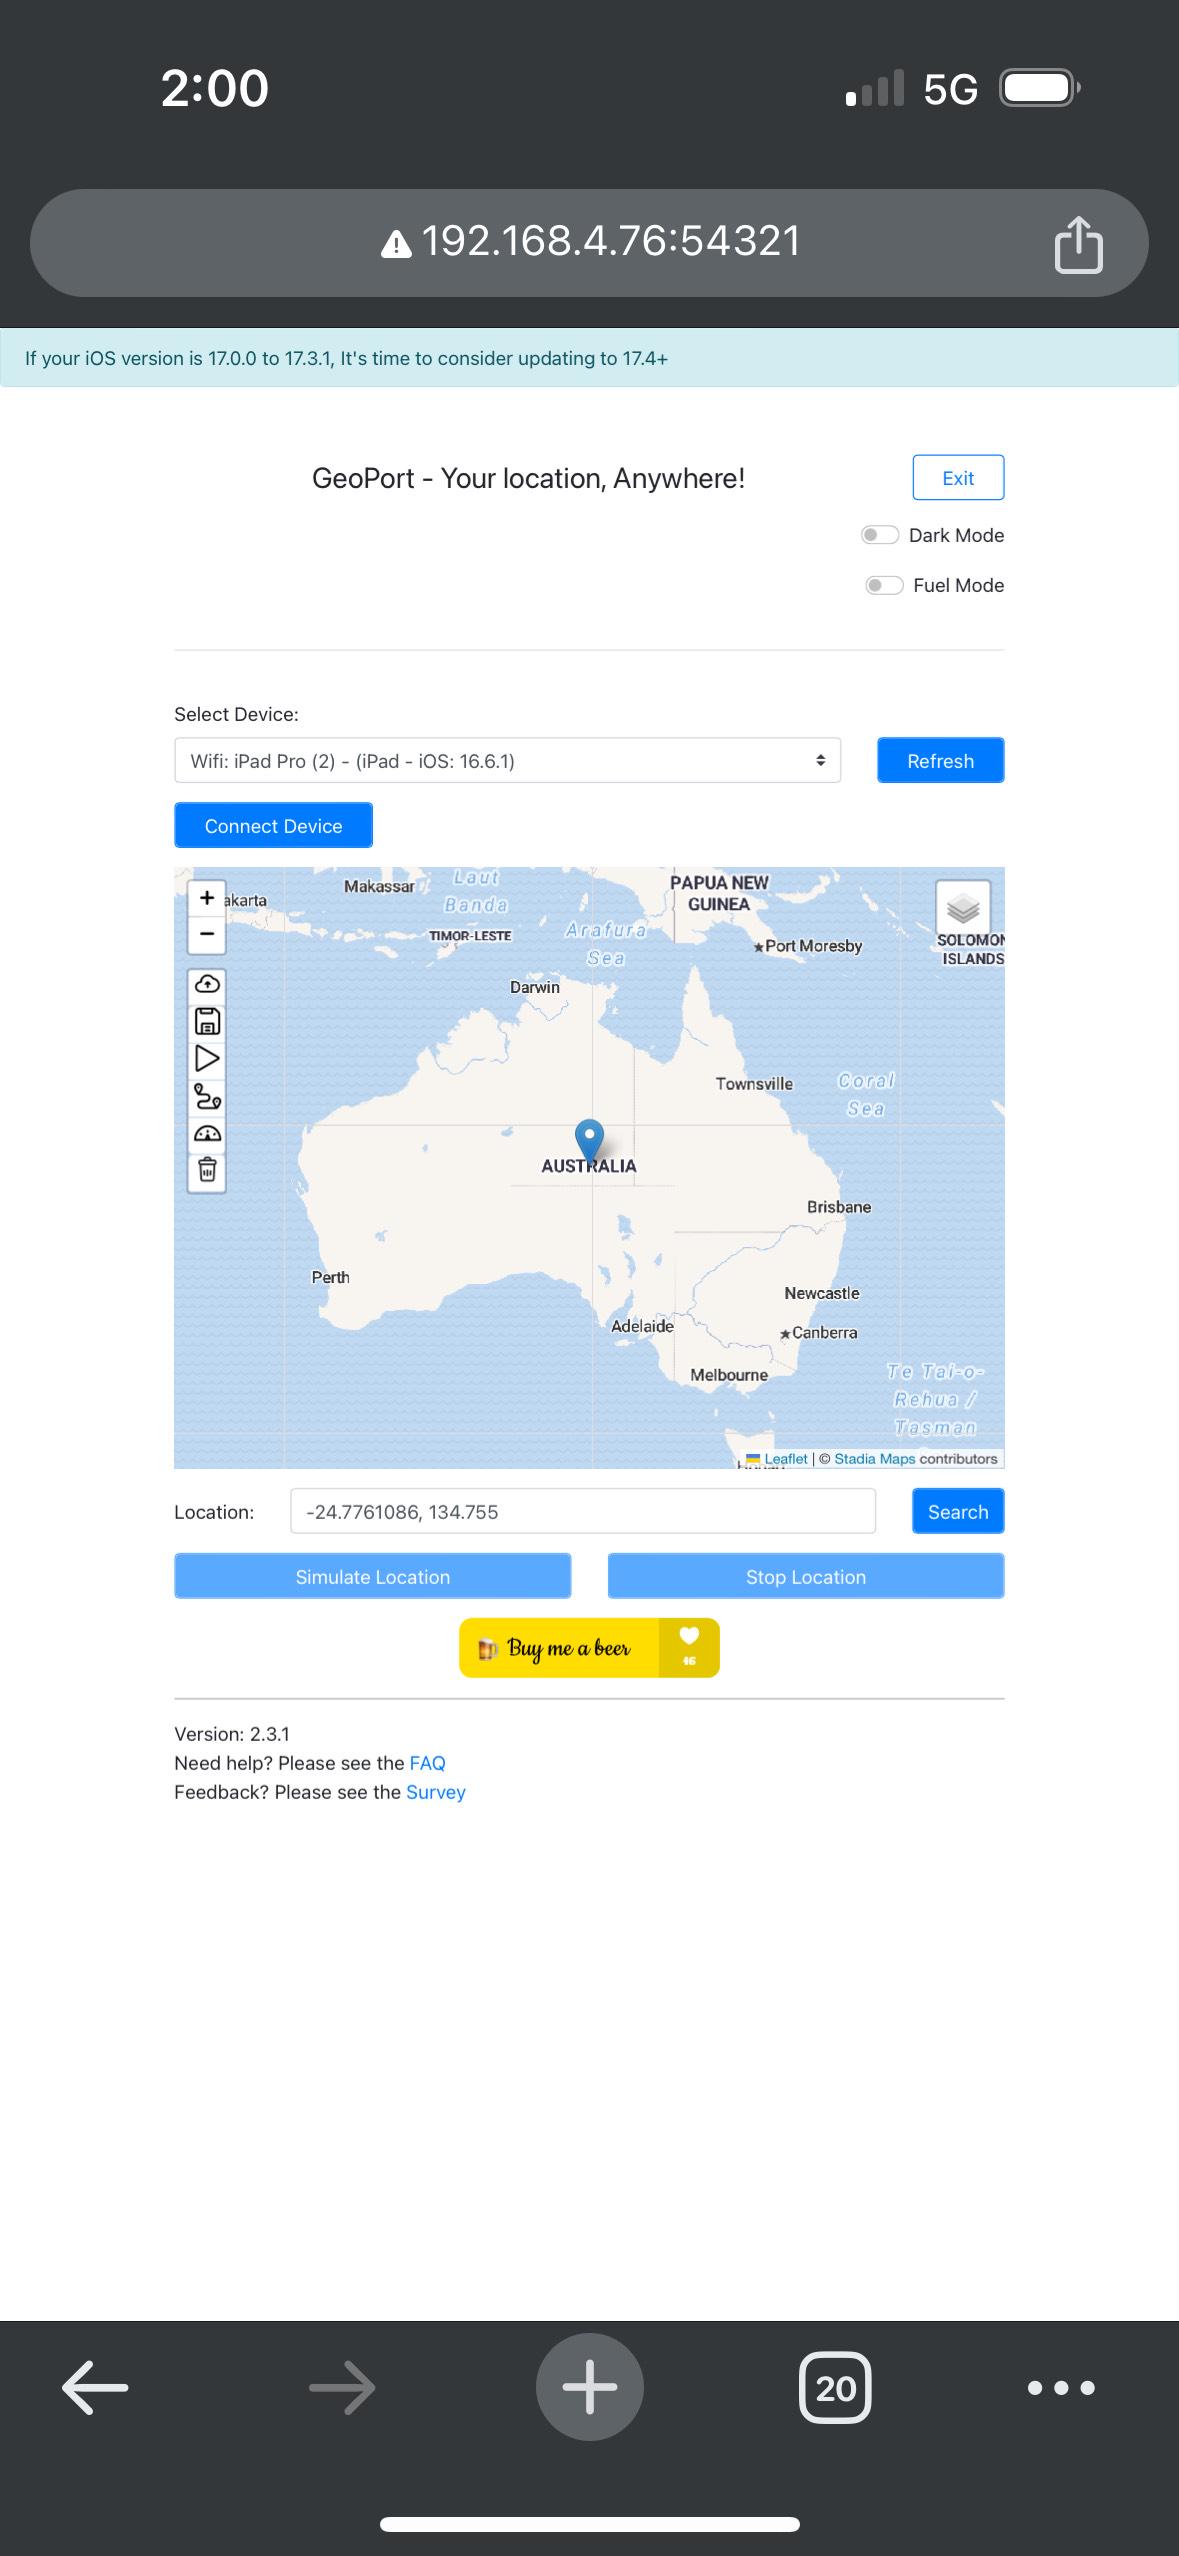 2:00
5G
192.168.4.76:54321
If your iOS version is 17.0.0 to 17.3.1, It's time to consider updating to 17.4+
GeoPort - Your location, Anywhere!
Exit
Dark Mode
Fuel Mode
Select Device:
Wifi: iPad Pro (2) - (iPad - iOS: 16.6.1)
Refresh
Connect Device
+
−
akarta
Makassar
Laut
Banda
TIMOR-LESTE
Arafura
Sea
PAPUA NEW
GUINEA
Port Moresby
SOLOMON
ISLANDS
Darwin
Townsville
Coral
Sea
AUSTRALIA
Brisbane
Perth
Newcastle
Adelaide
Canberra
Melbourne
Te Tai-o-
Rehua /
Tasman
Leaflet | © Stadia Maps contributors
Location:
-24.7761086, 134.755
Search
Simulate Location
Stop Location
Buy me a beer
46
Version: 2.3.1
Need help? Please see the FAQ
Feedback? Please see the Survey
20